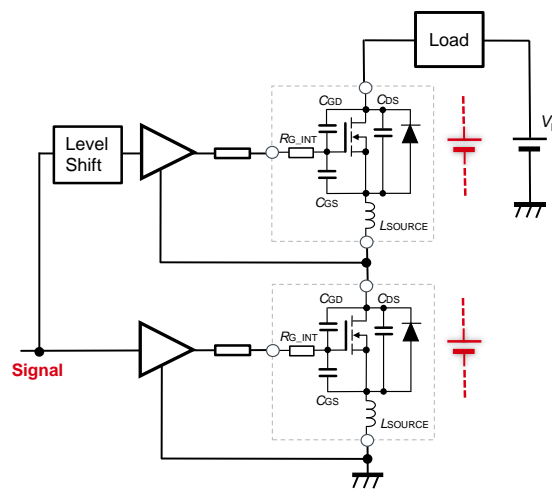 Load
CGD
CDS
Level
Shift
RG_INT
CGS
LSOURCE
CGD
CDS
RG_INT
CGS
LSOURCE
Signal